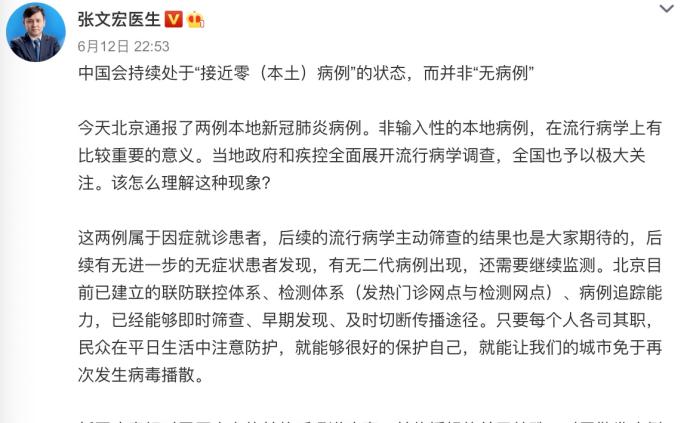 张文宏医生
6月12日 22:53
中国会持续处于“接近零（本土）病例”的状态，而并非“无病例”
今天北京通报了两例本地新冠肺炎病例。非输入性的本地病例，在流行病学上有
比较重要的意义。当地政府和疾控全面展开流行病学调查，全国也予以极大关
注。该怎么理解这种现象？
这两例属于因症就诊患者，后续的流行病学主动筛查的结果也是大家期待的，后
续有无进一步的无症状患者发现，有无二代病例出现，还需要继续监测。北京目
前已建立的联防联控体系、检测体系（发热门诊网点与检测网点）、病例追踪能
力，已经能够即时筛查、早期发现、及时切断传播途径。只要每个人各司其职，
民众在平日生活中注意防护，就能够很好的保护自己，就能让我们的城市免于再
次发生病毒播散。